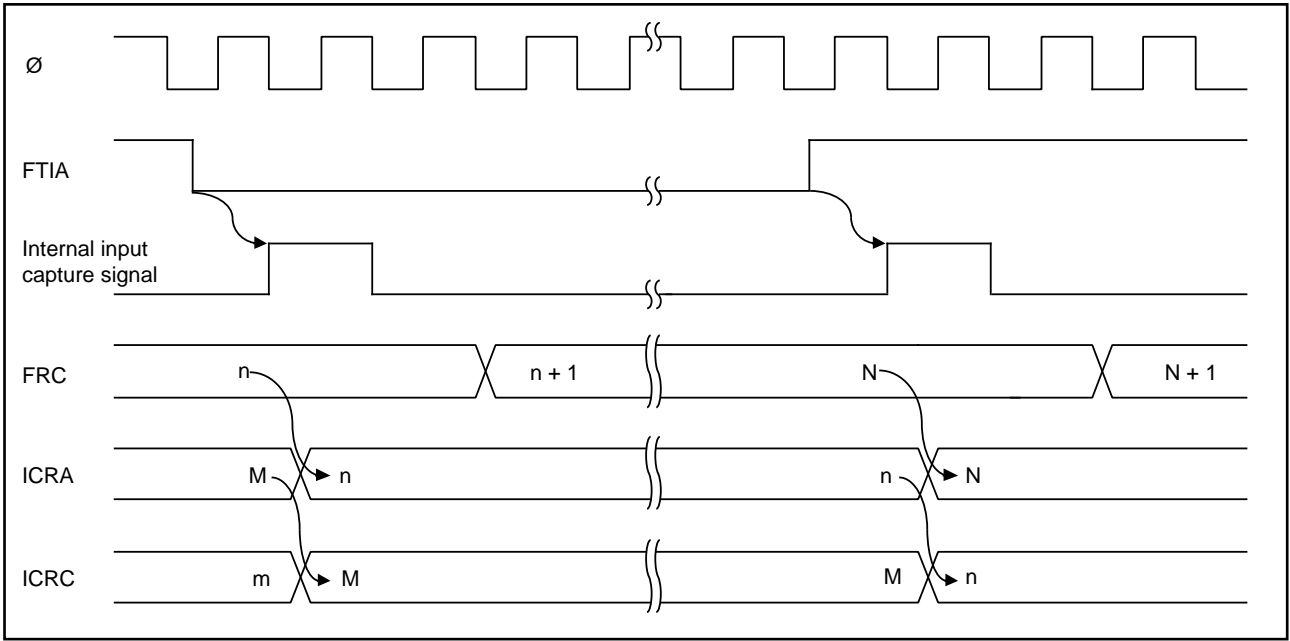 Ø
FTIA
Internal input
capture signal
FRC n n + 1 N N + 1
ICRA M n n N
ICRC m M M n